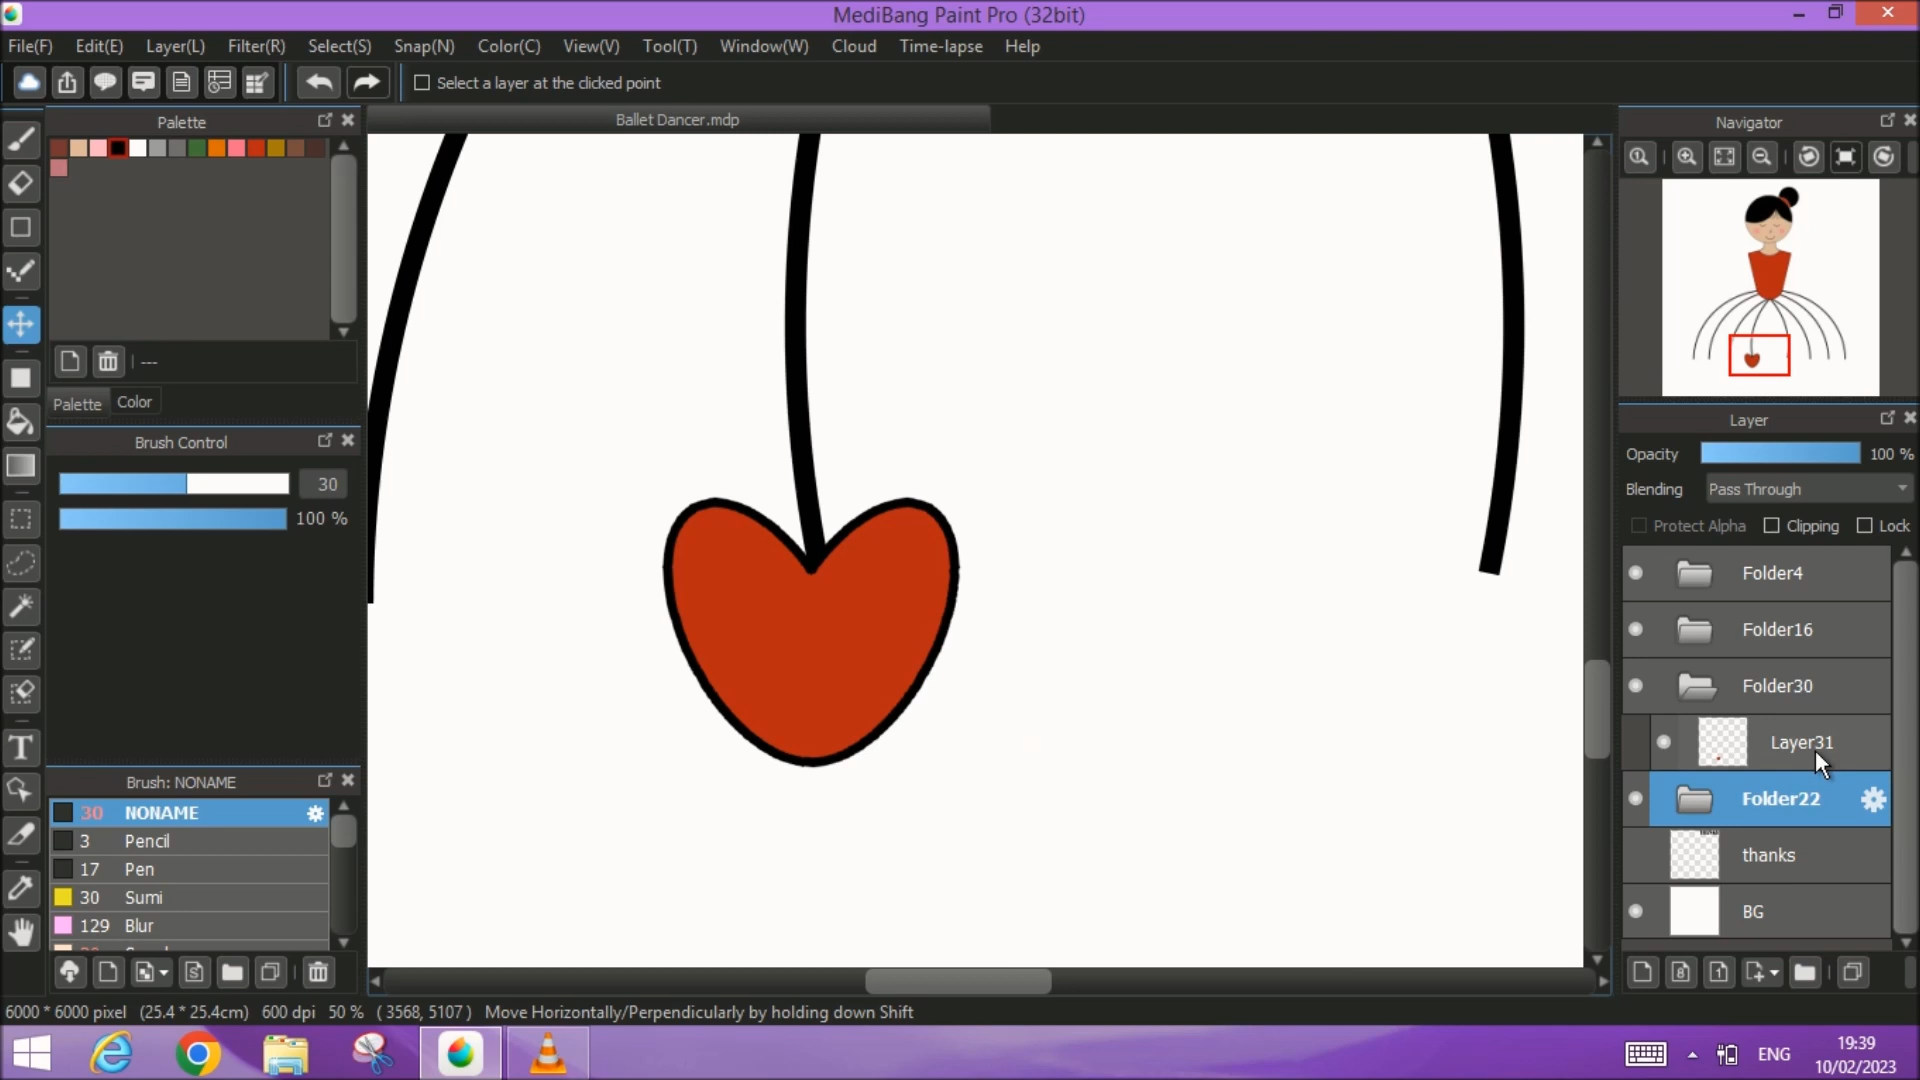 MediBang Paint Pro (32bit)
File(F) Edit(E) Layer(L) Filter(R) Select(S) Snap(N) Color(C) View(V) Tool(T) Window(W) Cloud Time-lapse Help
Select a layer at the clicked point
Palette
Ballet Dancer.mdp
Navigator
---
Palette Color
Brush Control
30
100 %
Layer
Opacity 100 %
Blending Pass Through
Protect Alpha Clipping Lock
Folder4
Folder16
Folder30
Layer31
Folder22
thanks
BG
Brush: NONAME
30 NONAME
3 Pencil
17 Pen
30 Sumi
129 Blur
6000 * 6000 pixel (25.4 * 25.4cm) 600 dpi 50 % ( 3568, 5107 ) Move Horizontally/Perpendicularly by holding down Shift
ENG
19:39
10/02/2023